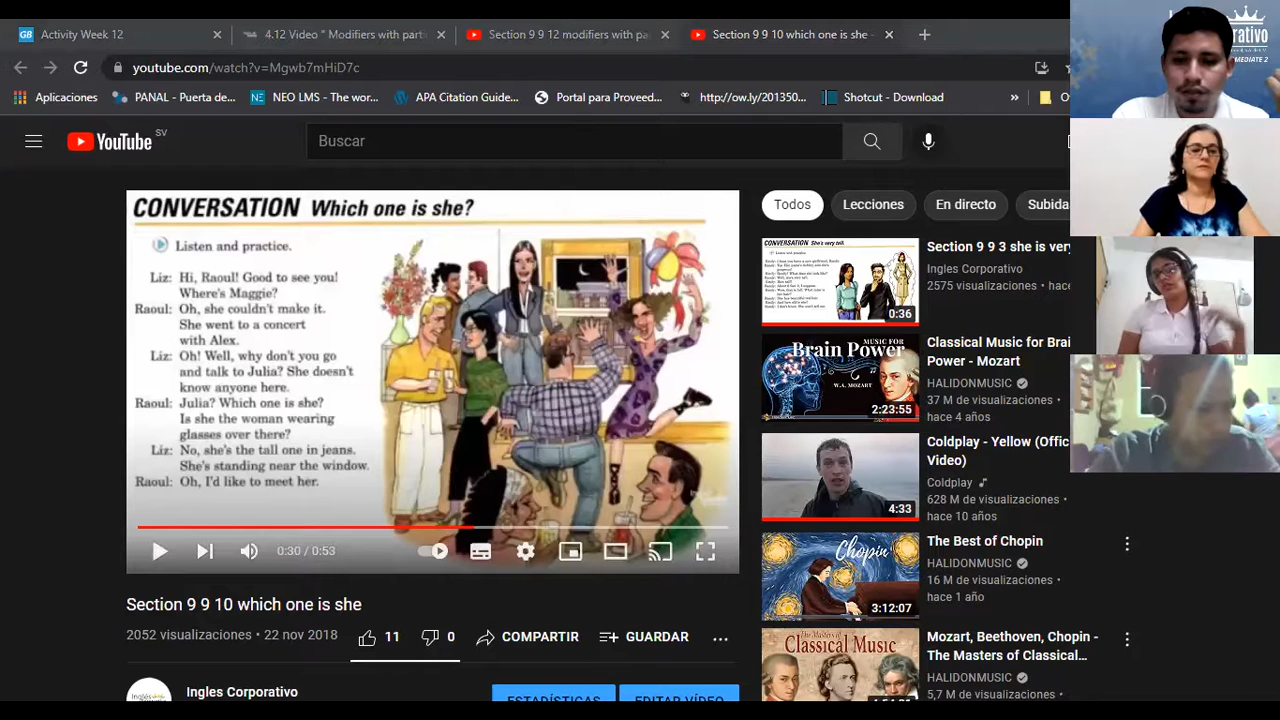 Activity Week 12
4.12 Video * Modifiers with part
Section 9 9 12 modifiers with pa
Section 9 9 10 which one is she -
youtube.com/watch?v=Mgwb7mHiD7c
Aplicaciones
PANAL - Puerta de...
NEO LMS - The wor...
APA Citation Guide...
Portal para Proveed...
http://ow.ly/201350...
Shotcut - Download
»
YouTube SV
Buscar
CONVERSATION Which one is she?
Listen and practice.
Liz: Hi, Raoul! Good to see you!
Where's Maggie?
Raoul: Oh, she couldn't make it.
She went to a concert
with Alex.
Liz: Oh! Well, why don't you go
and talk to Julia? She doesn't
know anyone here.
Raoul: Julia? Which one is she?
Is she the woman wearing
glasses over there?
Liz: No, she's the tall one in jeans.
She's standing near the window.
Raoul: Oh, I'd like to meet her.
0:30 / 0:53
Section 9 9 10 which one is she
2052 visualizaciones • 22 nov 2018
11
0
COMPARTIR
GUARDAR
Ingles Corporativo
ESTADÍSTICAS
EDITAR VÍDEO
Todos
Lecciones
En directo
Subida
CONVERSATION She's very tall.
0:36
Section 9 9 3 she is very
Ingles Corporativo
2575 visualizaciones • hace
MUSIC FOR
Brain Power
W.A. MOZART
2:23:55
Classical Music for Brai
Power - Mozart
HALIDONMUSIC
37 M de visualizaciones •
hace 4 años
4:33
Coldplay - Yellow (Offic
Video)
Coldplay
628 M de visualizaciones •
hace 10 años
Chopin
3:12:07
The Best of Chopin
HALIDONMUSIC
16 M de visualizaciones •
hace 1 año
The Masters of
Classical Music
Mozart, Beethoven, Chopin -
The Masters of Classical...
HALIDONMUSIC
5,7 M de visualizaciones •